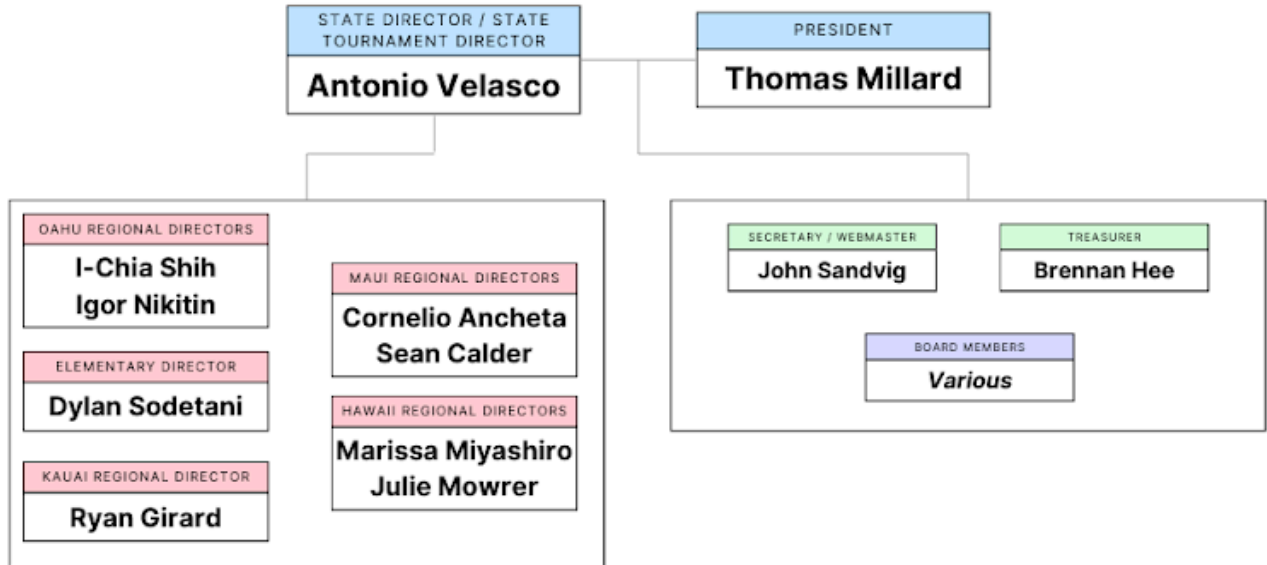 STATE DIRECTOR / STATE
TOURNAMENT DIRECTOR
Antonio Velasco
PRESIDENT
Thomas Millard
OAHU REGIONAL DIRECTORS
I-Chia Shih
Igor Nikitin
ELEMENTARY DIRECTOR
Dylan Sodetani
KAUAI REGIONAL DIRECTOR
Ryan Girard
MAUI REGIONAL DIRECTORS
Cornelio Ancheta
Sean Calder
HAWAII REGIONAL DIRECTORS
Marissa Miyashiro
Julie Mowrer
SECRETARY / WEBMASTER
John Sandvig
TREASURER
Brennan Hee
BOARD MEMBERS
Various